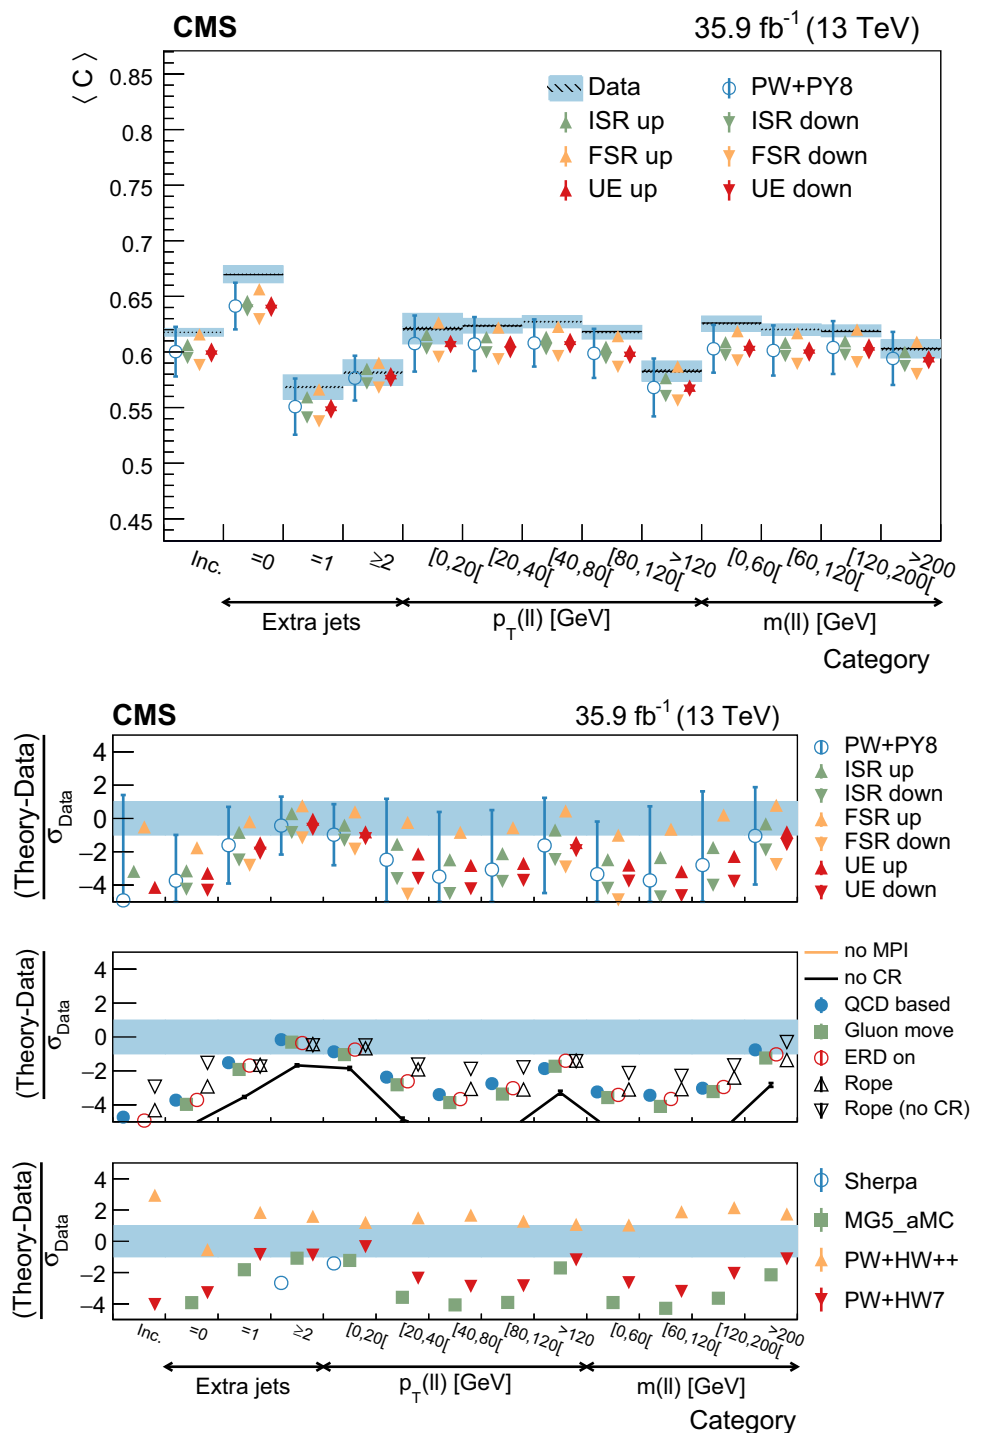 CMS 35.9 fb⁻¹ (13 TeV)
⟨ C ⟩
0.85
0.8
0.75
0.7
0.65
0.6
0.55
0.5
0.45
Data PW+PY8
ISR up ISR down
FSR up FSR down
UE up UE down
Inc. =0 =1 ≥2 [0,20[ [20,40[ [40,80[ [80,120[ >120 [0,60[ [60,120[ [120,200[ >200
Extra jets p_T(ll) [GeV] m(ll) [GeV]
Category
CMS 35.9 fb⁻¹ (13 TeV)
(Theory-Data)
σ_Data
4
2
0
−2
−4
PW+PY8
ISR up
ISR down
FSR up
FSR down
UE up
UE down
(Theory-Data)
σ_Data
4
2
0
−2
−4
no MPI
no CR
QCD based
Gluon move
ERD on
Rope
Rope (no CR)
(Theory-Data)
σ_Data
4
2
0
−2
−4
Sherpa
MG5_aMC
PW+HW++
PW+HW7
Inc. =0 =1 ≥2 [0,20[ [20,40[ [40,80[ [80,120[ >120 [0,60[ [60,120[ [120,200[ >200
Extra jets p_T(ll) [GeV] m(ll) [GeV]
Category